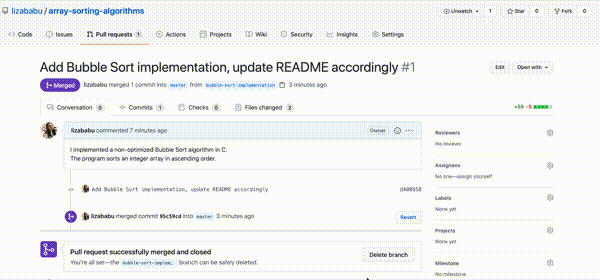 lizababu / array-sorting-algorithms
Unwatch 1 Star 0 Fork 0
Code Issues Pull requests 1 Actions Projects Wiki Security Insights Settings
Add Bubble Sort implementation, update README accordingly #1
Edit Open with
Merged lizababu merged 1 commit into master from bubble-sort-implementation 3 minutes ago
Conversation 0 Commits 1 Checks 0 Files changed 2
+55 -5
lizababu commented 7 minutes ago
Owner
I implemented a non-optimized Bubble Sort algorithm in C.
The program sorts an integer array in ascending order.
Add Bubble Sort implementation, update README accordingly
lizababu merged commit 95c59cd into master 3 minutes ago
Revert
Pull request successfully merged and closed
You're all set—the bubble-sort-implem… branch can be safely deleted.
Delete branch
Reviewers
No reviews
Assignees
No one—assign yourself
Labels
None yet
Projects
None yet
Milestone
No milestone